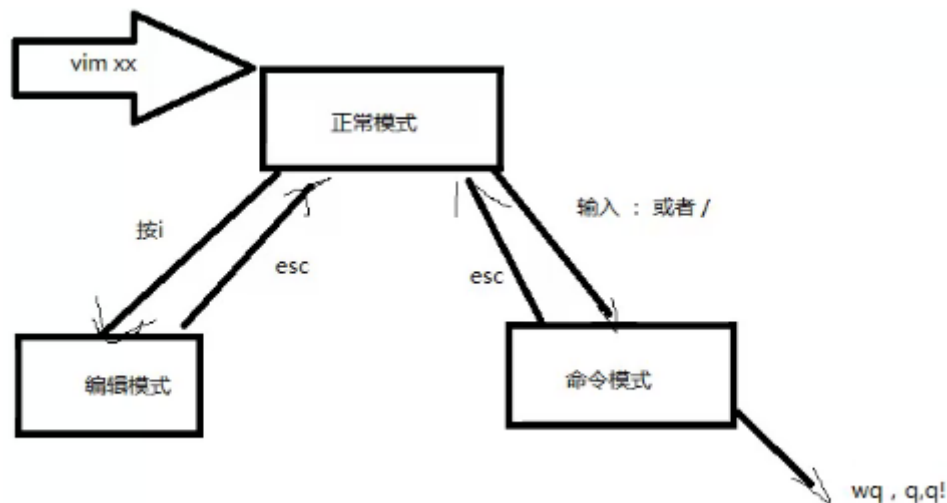 vim xx
正常模式
按i
esc
esc
输入 : 或者 /
编辑模式
命令模式
wq , q,q!